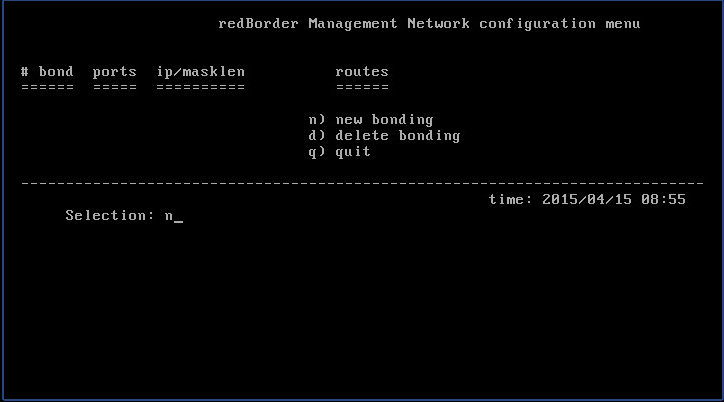 redBorder Management Network configuration menu
# bond ports ip/masklen routes
====== ===== ========== ======
n) new bonding
d) delete bonding
q) quit
----------------------------------------------------------------------------
time: 2015/04/15 08:55
Selection: n_